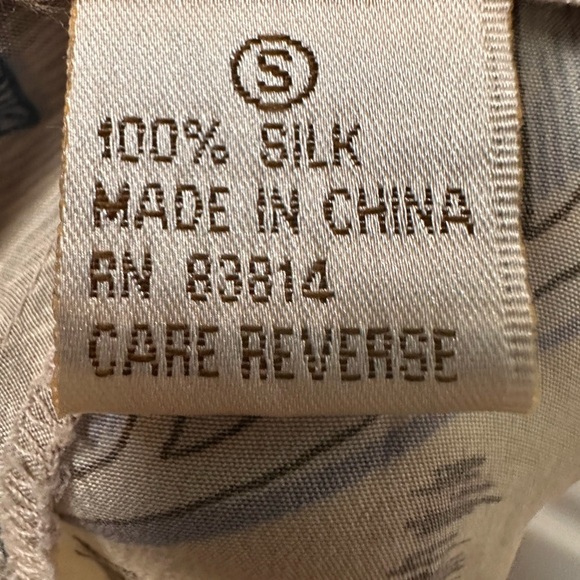 S
100% SILK
MADE IN CHINA
RN 83814
CARE REVERSE